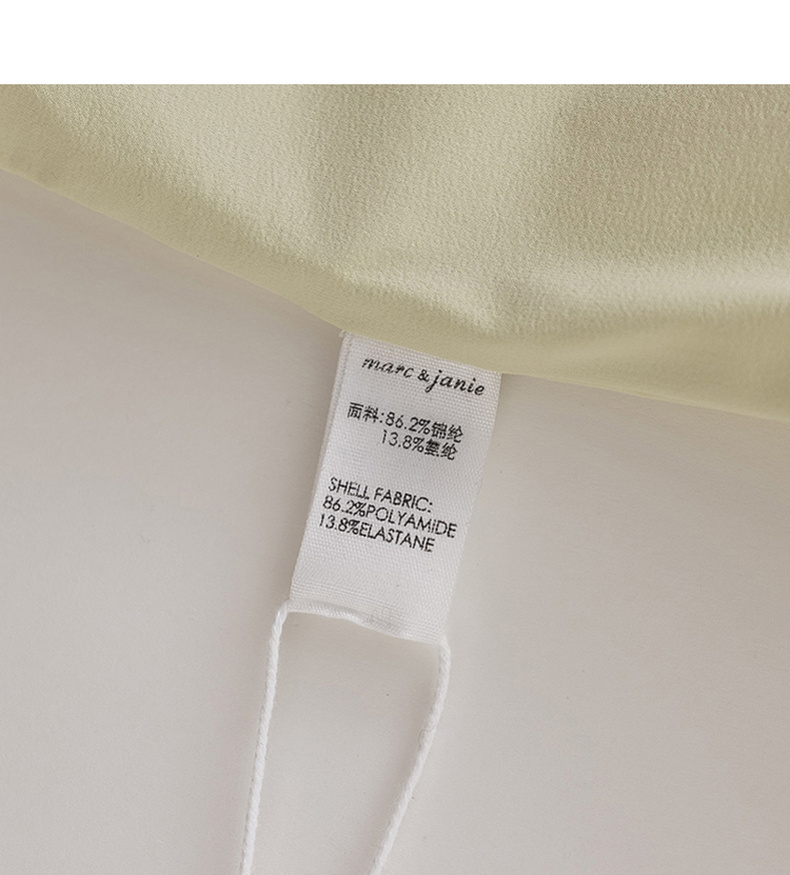 marc & janie
面料:86.2%锦纶
13.8%氨纶
SHELL FABRIC:
86.2%POLYAMIDE
13.8%ELASTANE